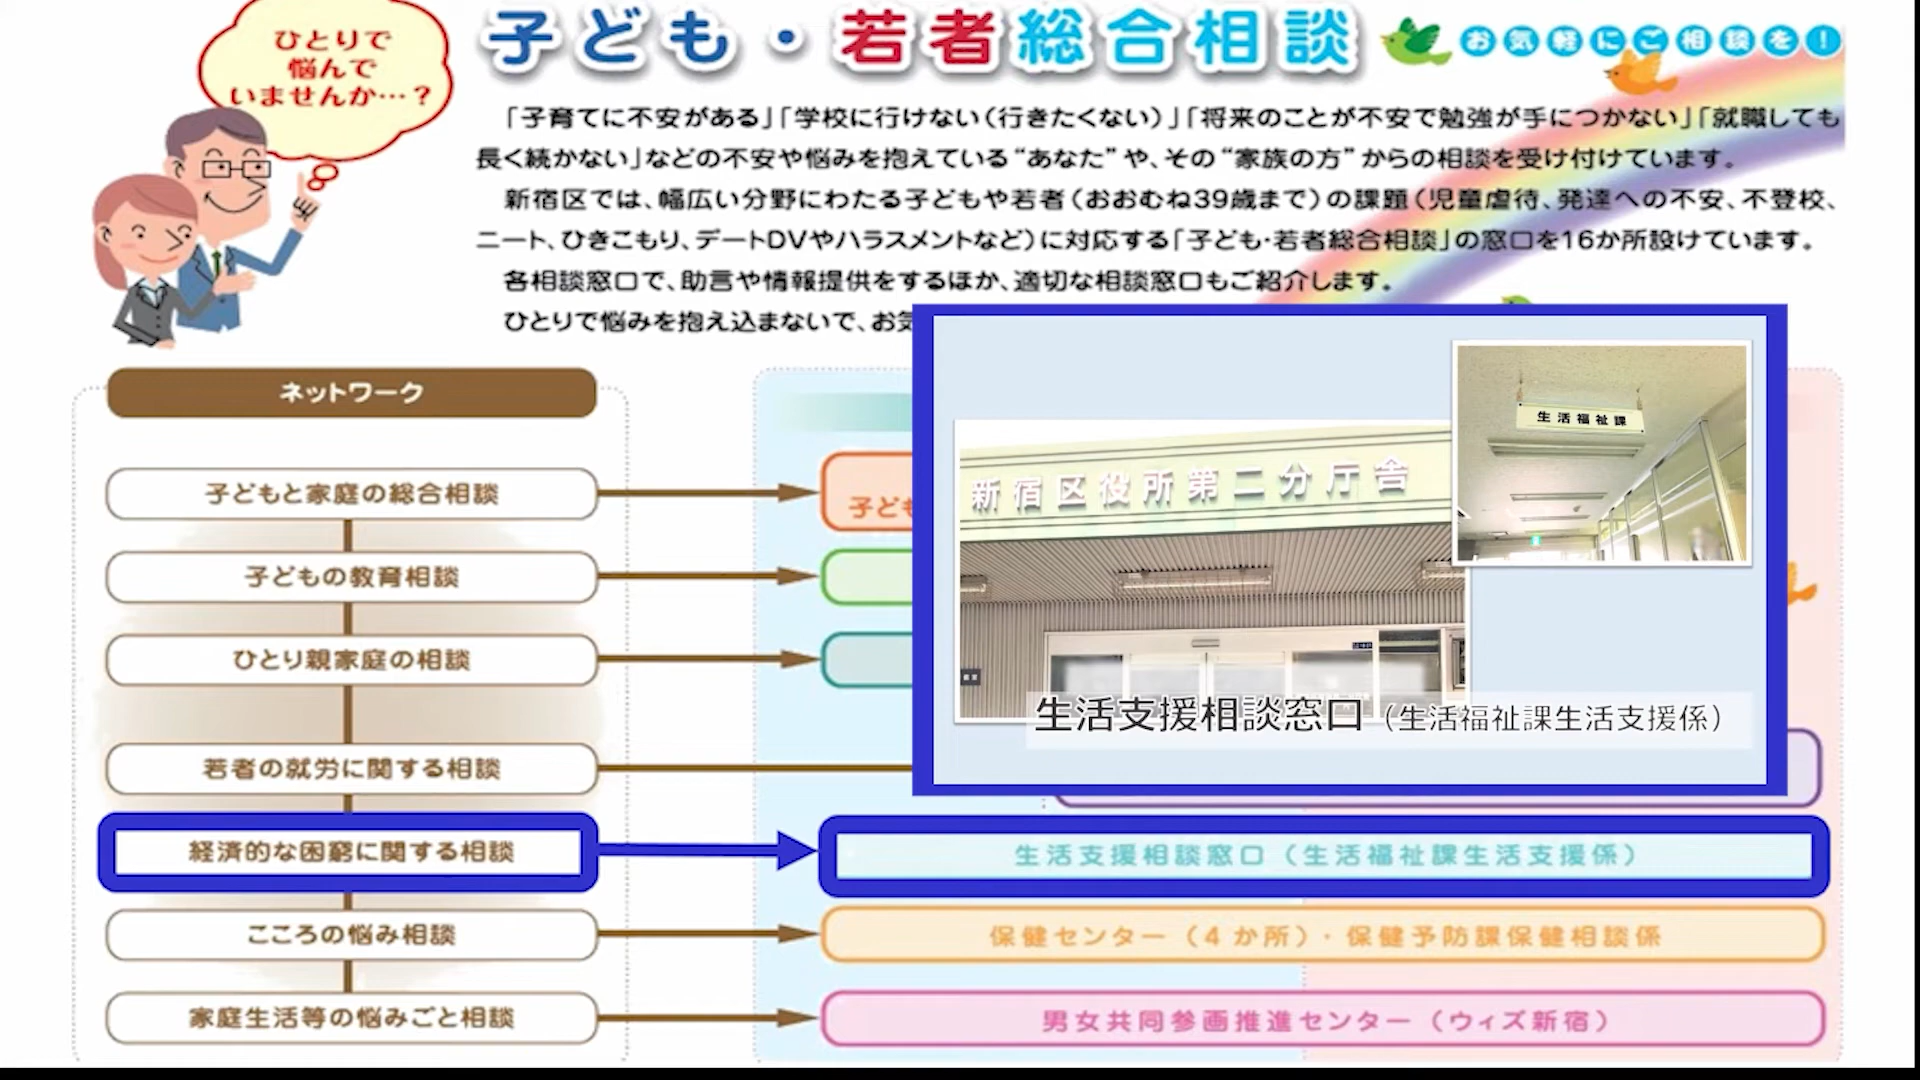 ひとりで
悩んで
いませんか…？
子ども・若者総合相談
お気軽にご相談を！
「子育てに不安がある」「学校に行けない（行きたくない）」「将来のことが不安で勉強が手につかない」「就職しても
長く続かない」などの不安や悩みを抱えている“あなた”や、その“家族の方”からの相談を受け付けています。
新宿区では、幅広い分野にわたる子どもや若者（おおむね39歳まで）の課題（児童虐待、発達への不安、不登校、
ニート、ひきこもり、デートDVやハラスメントなど）に対応する「子ども・若者総合相談」の窓口を16か所設けています。
各相談窓口で、助言や情報提供をするほか、適切な相談窓口もご紹介します。
ひとりで悩みを抱え込まないで、お気
ネットワーク
子どもと家庭の総合相談
子ども
子どもの教育相談
ひとり親家庭の相談
若者の就労に関する相談
生活福祉課
新宿区役所第二分庁舎
生活支援相談窓口（生活福祉課生活支援係）
経済的な困窮に関する相談
生活支援相談窓口（生活福祉課生活支援係）
こころの悩み相談
保健センター（4か所）・保健予防課保健相談係
家庭生活等の悩みごと相談
男女共同参画推進センター（ウィズ新宿）